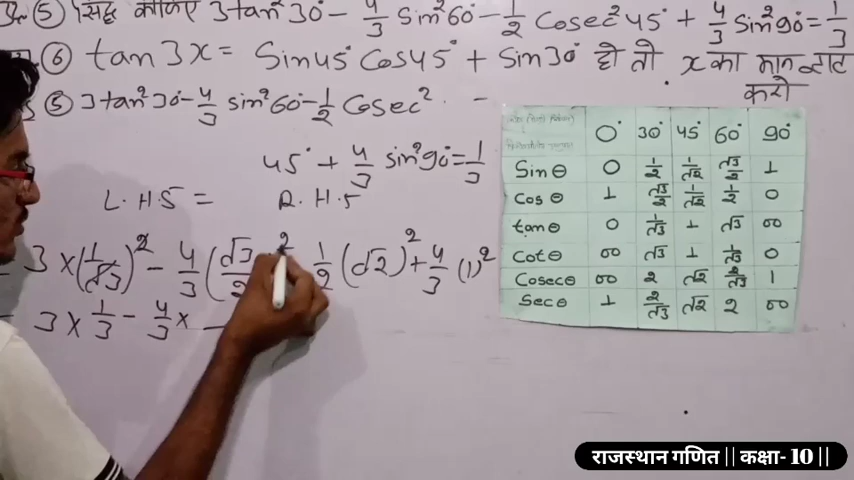 ⑤ सिद्ध कीजिए 3tan²30° - 4/3 Sin²60° - 1/2 Cosec²45° + 4/3 Sin²90° = 1/3
⑥ tan3x = Sin45° Cos45° + Sin30° हो तो x का मान ज्ञात
करो
⑤ 3tan²30 - 4/3 sin²60 - 1/2 Cosec² -
45° + 4/3 sin²90 = 1/3
L.H.S = R.H.S
3 × (1/√3)² - 4/3 (√3/2)² - 1/2 (√2)² + 4/3 (1)²
= 3 × 1/3 - 4/3 ×
0° 30° 45° 60° 90°
Sinθ 0 1/2 1/√2 √3/2 1
Cosθ 1 √3/2 1/√2 1/2 0
tanθ 0 1/√3 1 √3 ∞
Cotθ ∞ √3 1 1/√3 0
Cosecθ ∞ 2 √2 2/√3 1
Secθ 1 2/√3 √2 2 ∞
राजस्थान गणित || कक्षा- 10 ||